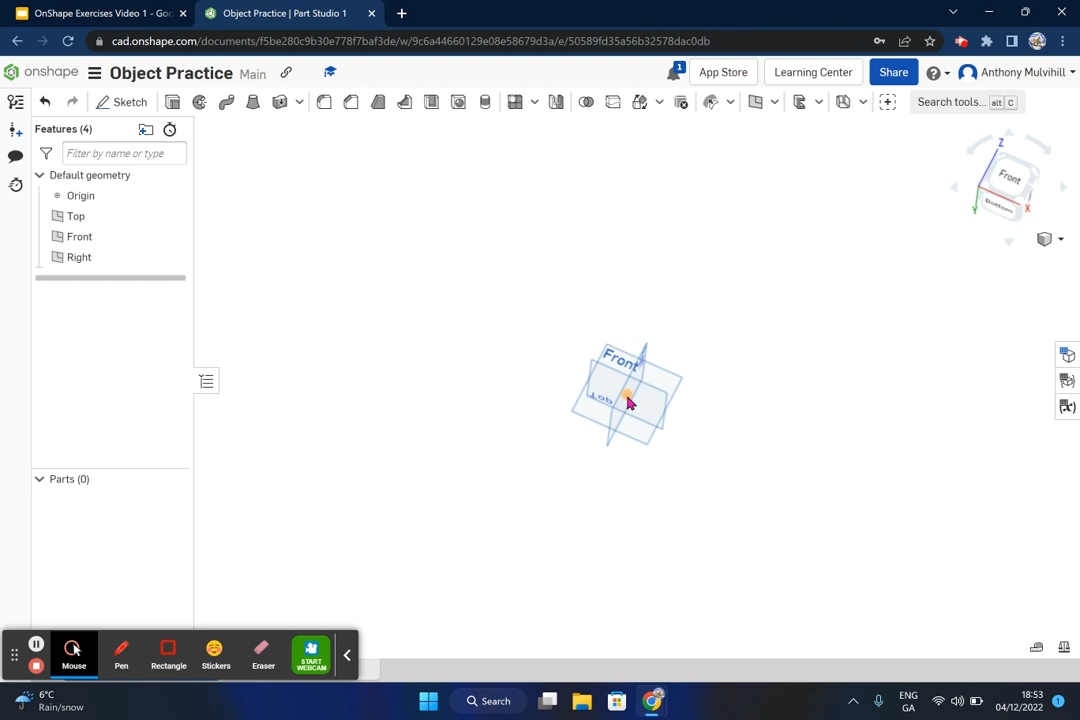 OnShape Exercises Video 1 - Goo
Object Practice | Part Studio 1
cad.onshape.com/documents/f5be280c9b30e778f7baf3de/w/9c6a44660129e08e58679d3a/e/50589fd35a56b32578dac0db
onshape
Object Practice
Main
1
App Store
Learning Center
Share
Anthony Mulvihill
Sketch
Search tools... alt C
Features (4)
Filter by name or type
Default geometry
Origin
Top
Front
Right
Parts (0)
Z
Front
Bottom
X
Y
Front
Top
(x)
Mouse
Pen
Rectangle
Stickers
Eraser
START
WEBCAM
6°C
Rain/snow
Search
ENG
GA
18:53
04/12/2022
1